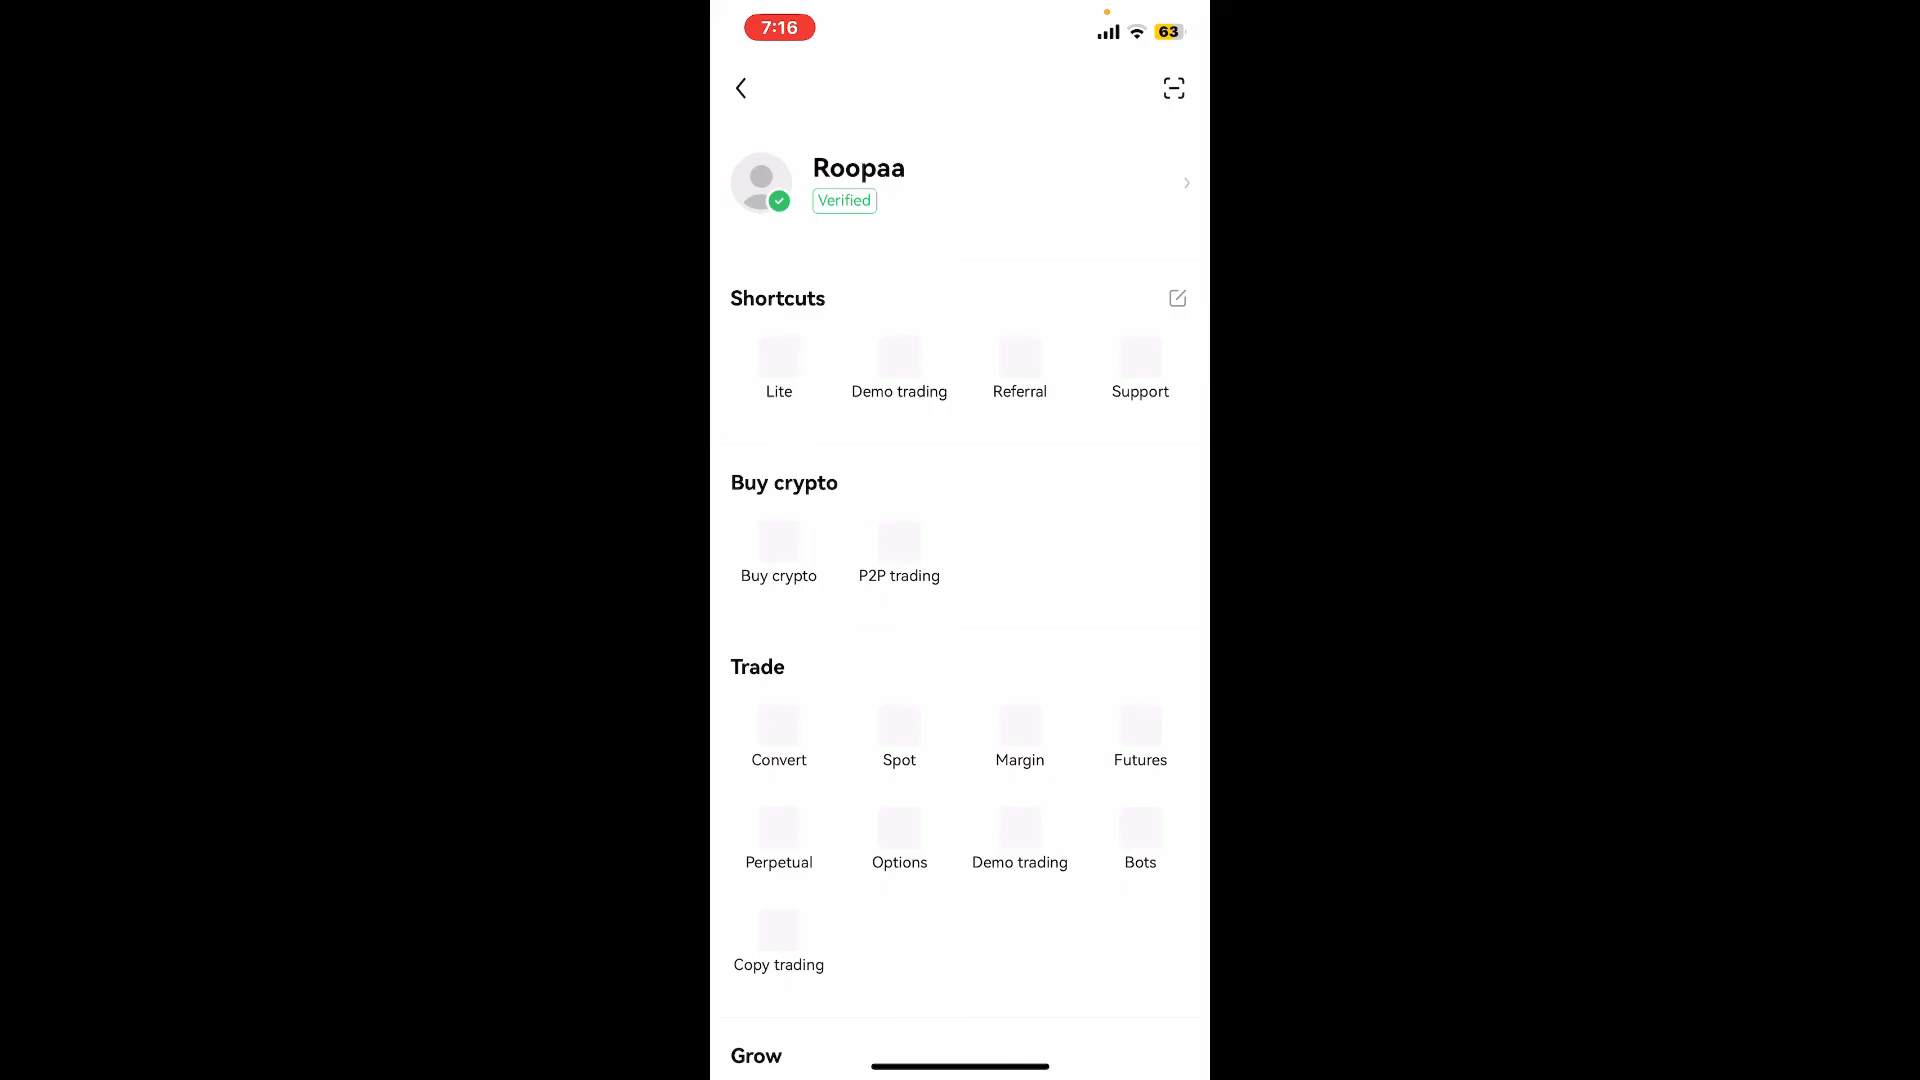 7:16
63
Roopaa
Verified
Shortcuts
Lite
Demo trading
Referral
Support
Buy crypto
Buy crypto
P2P trading
Trade
Convert
Spot
Margin
Futures
Perpetual
Options
Demo trading
Bots
Copy trading
Grow